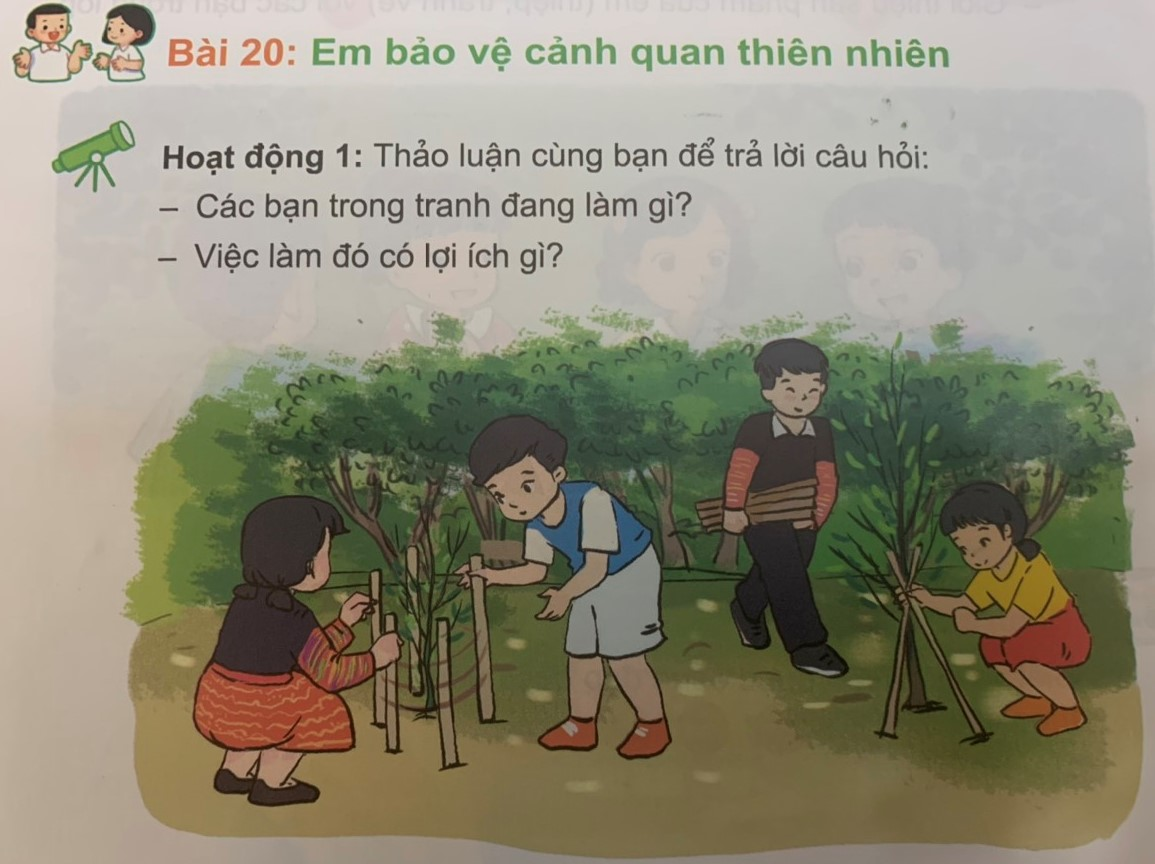 Bài 20: Em bảo vệ cảnh quan thiên nhiên
Hoạt động 1: Thảo luận cùng bạn để trả lời câu hỏi:
– Các bạn trong tranh đang làm gì?
– Việc làm đó có lợi ích gì?